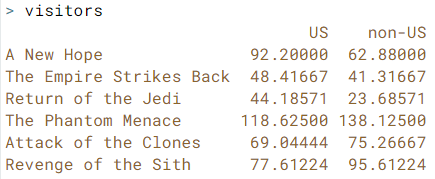 > visitors
US non-US
A New Hope 92.20000 62.88000
The Empire Strikes Back 48.41667 41.31667
Return of the Jedi 44.18571 23.68571
The Phantom Menace 118.62500 138.12500
Attack of the Clones 69.04444 75.26667
Revenge of the Sith 77.61224 95.61224